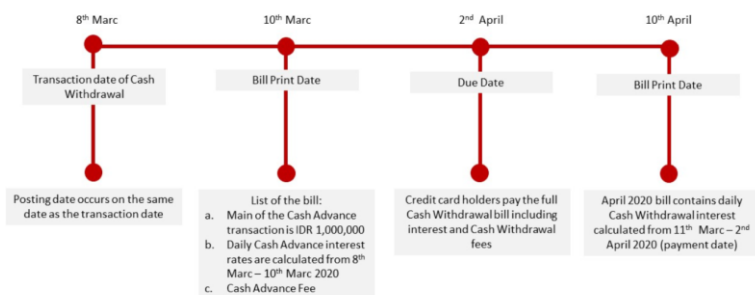 8th Marc
10th Marc
2nd April
10th April
Transaction date of Cash
Withdrawal
Bill Print Date
Due Date
Bill Print Date
Posting date occurs on the same
date as the transaction date
List of the bill:
a. Main of the Cash Advance
transaction is IDR 1,000,000
b. Daily Cash Advance interest
rates are calculated from 8th
Marc – 10th Marc 2020
c. Cash Advance Fee
Credit card holders pay the full
Cash Withdrawal bill including
interest and Cash Withdrawal
fees
April 2020 bill contains daily
Cash Withdrawal interest
calculated from 11th Marc – 2nd
April 2020 (payment date)